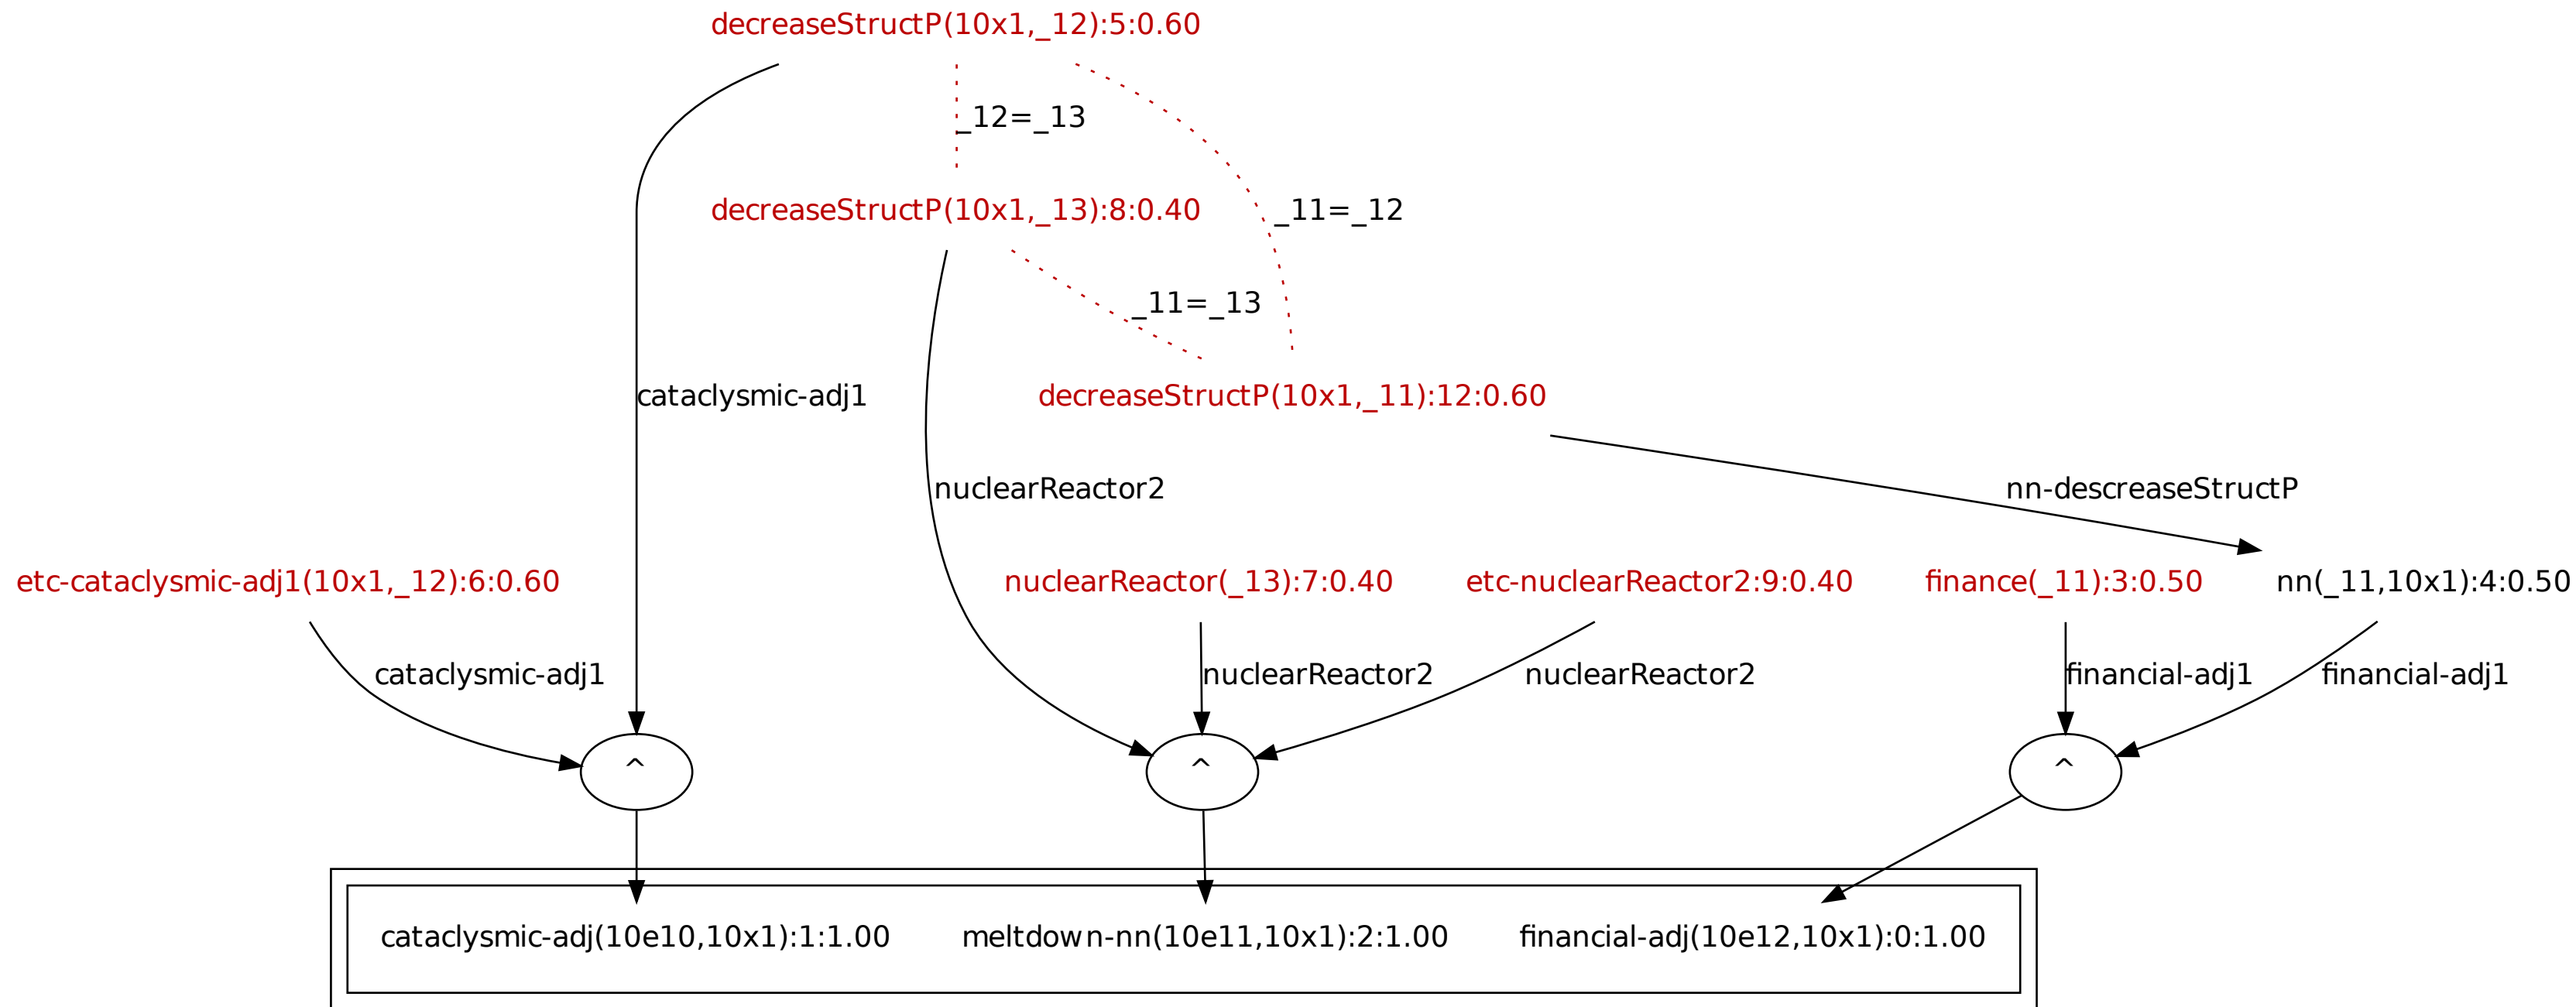 decreaseStructP(10x1,_12):5:0.60
_12=_13
decreaseStructP(10x1,_13):8:0.40
_11=_12
_11=_13
cataclysmic-adj1
decreaseStructP(10x1,_11):12:0.60
nuclearReactor2
nn-descreaseStructP
etc-cataclysmic-adj1(10x1,_12):6:0.60
nuclearReactor(_13):7:0.40
etc-nuclearReactor2:9:0.40
finance(_11):3:0.50
nn(_11,10x1):4:0.50
cataclysmic-adj1
nuclearReactor2
nuclearReactor2
financial-adj1
financial-adj1
^
^
^
cataclysmic-adj(10e10,10x1):1:1.00
meltdown-nn(10e11,10x1):2:1.00
financial-adj(10e12,10x1):0:1.00